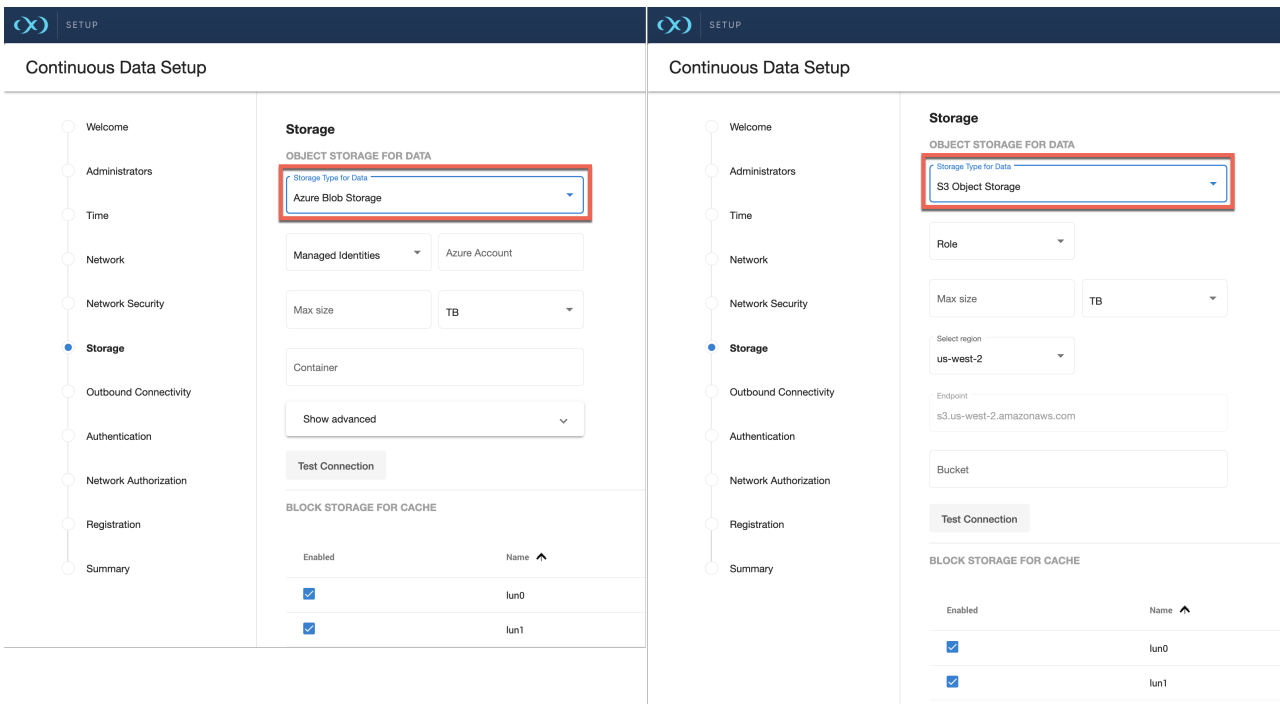 SETUP
Continuous Data Setup
Welcome
Administrators
Time
Network
Network Security
Storage
Outbound Connectivity
Authentication
Network Authorization
Registration
Summary
Storage
OBJECT STORAGE FOR DATA
Storage Type for Data
Azure Blob Storage
Managed Identities
Azure Account
Max size
TB
Container
Show advanced
Test Connection
BLOCK STORAGE FOR CACHE
Enabled Name
lun0
lun1
SETUP
Continuous Data Setup
Welcome
Administrators
Time
Network
Network Security
Storage
Outbound Connectivity
Authentication
Network Authorization
Registration
Summary
Storage
OBJECT STORAGE FOR DATA
Storage Type for Data
S3 Object Storage
Role
Max size
TB
Select region
us-west-2
Endpoint
s3.us-west-2.amazonaws.com
Bucket
Test Connection
BLOCK STORAGE FOR CACHE
Enabled Name
lun0
lun1